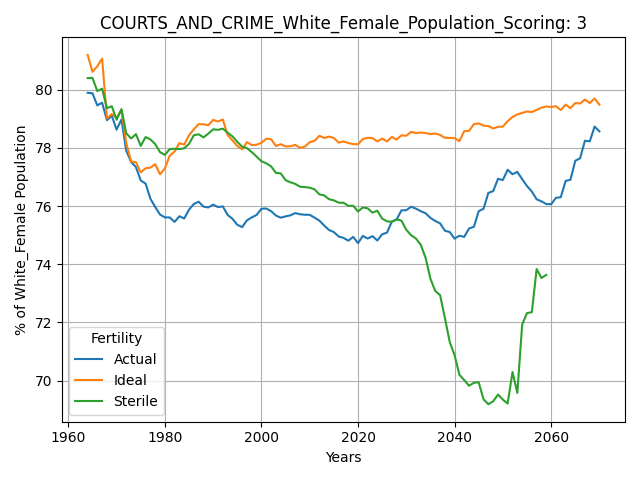 COURTS_AND_CRIME_White_Female_Population_Scoring: 3
% of White_Female Population
80
78
76
74
72
70
Fertility
Actual
Ideal
Sterile
1960
1980
2000
2020
2040
2060
Years